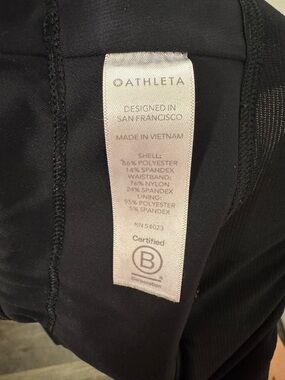 ATHLETA
DESIGNED IN
SAN FRANCISCO
MADE IN VIETNAM
SHELL:
86% POLYESTER
14% SPANDEX
WAISTBAND:
76% NYLON
24% SPANDEX
LINING:
95% POLYESTER
5% SPANDEX
RN 54023
Certified
B
Corporation